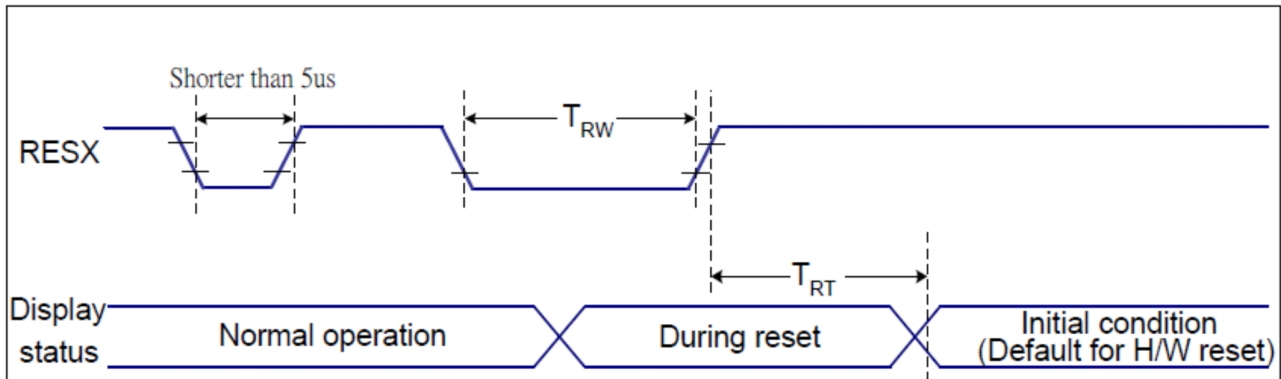 Shorter than 5us
RESX
TRW
TRT
Display
status
Normal operation
During reset
Initial condition
(Default for H/W reset)